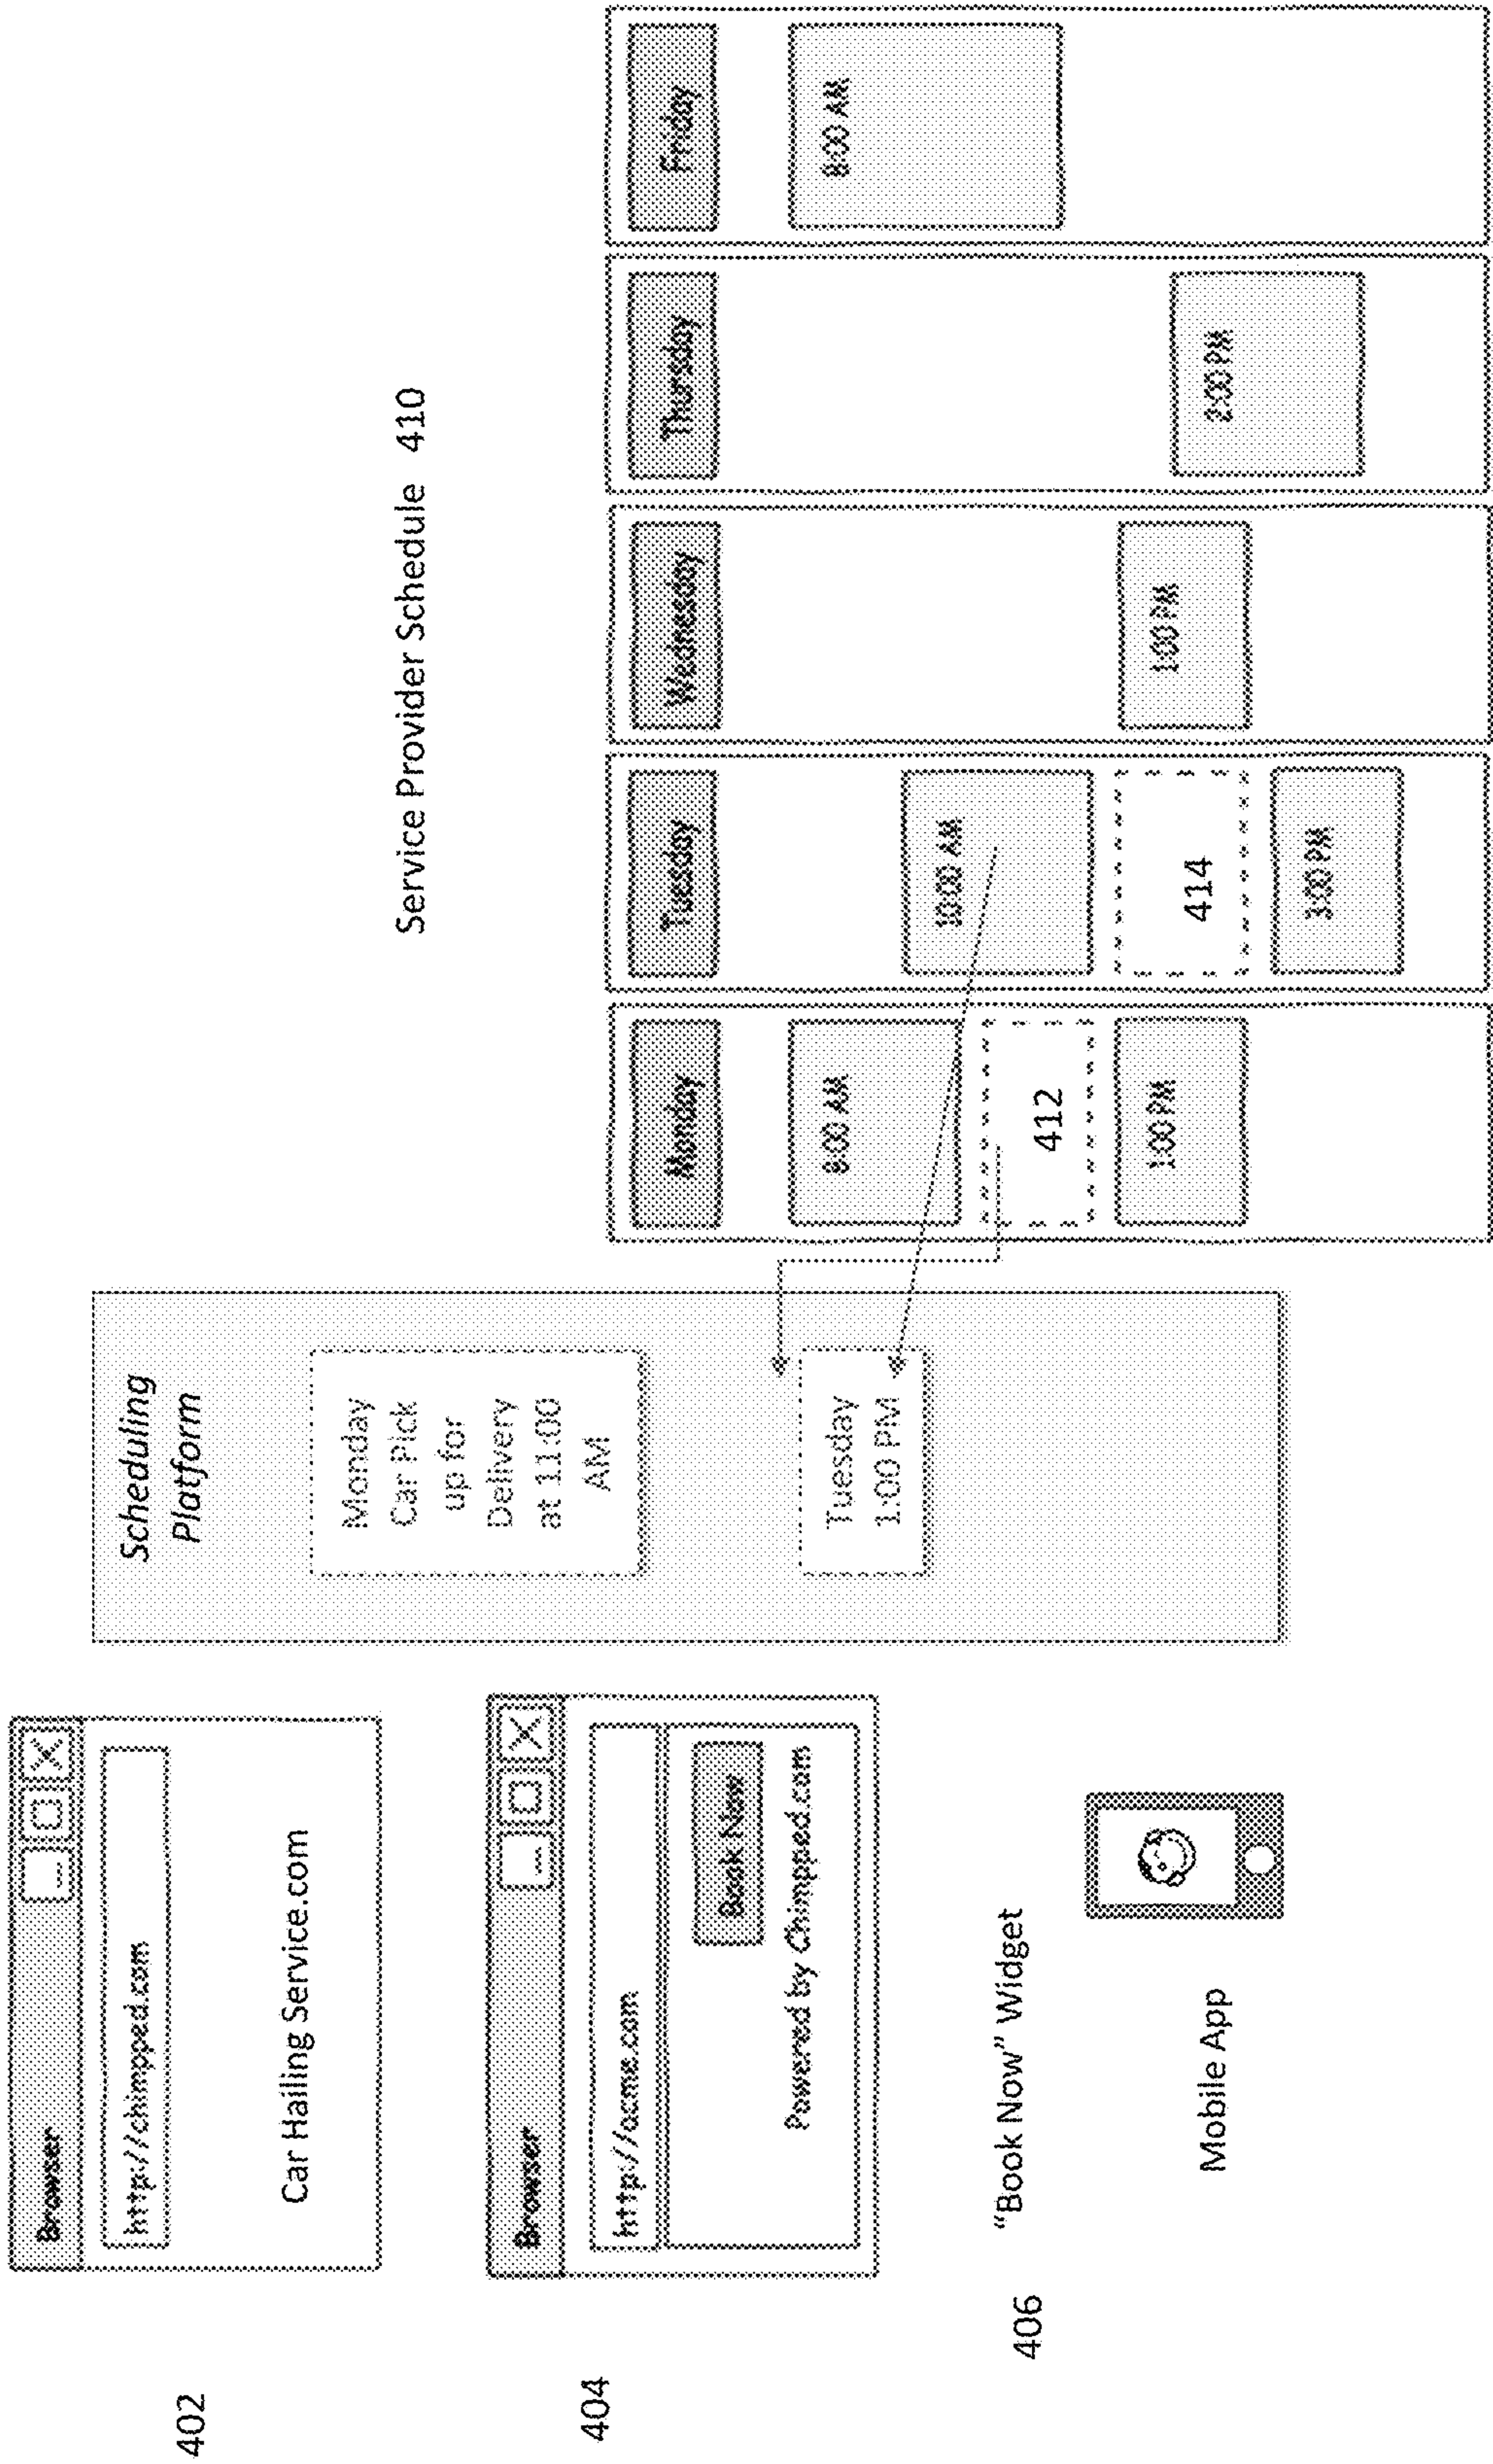 402
Browser
http://chimpped.com
Car Hailing Service.com
404
Browser
http://acme.com
Book Now
Powered by Chimpped.com
406
"Book Now" Widget
Mobile App
Scheduling
Platform
Monday
Car Pick
up for
Delivery
at 11:00
AM
Tuesday
1:00 PM
Service Provider Schedule 410
Monday
8:00 AM
412
1:00 PM
Tuesday
10:00 AM
414
3:00 PM
Wednesday
1:00 PM
Thursday
2:00 PM
Friday
8:00 AM